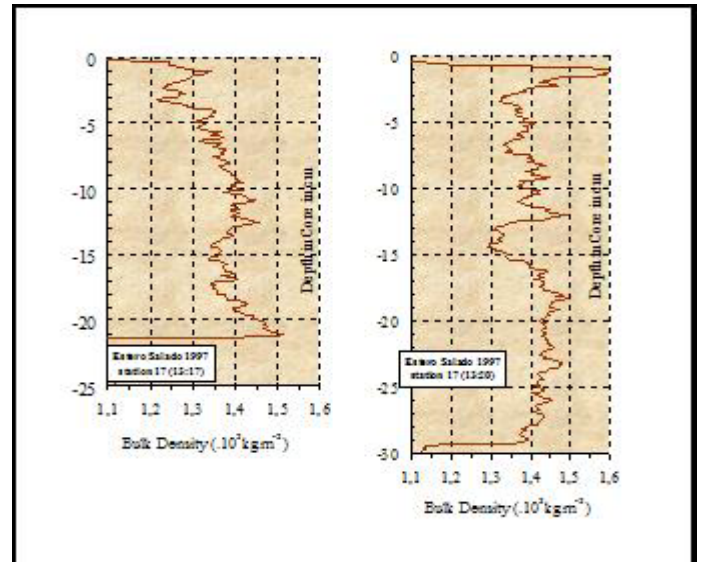 0
-5
-10
-15
-20
-25
1,1 1,2 1,3 1,4 1,5 1,6
Depth in Core in cm
Estero Salado 1997
station 17 (13:17)
Bulk Density (.10³kg.m⁻³)
0
-5
-10
-15
-20
-25
-30
1,1 1,2 1,3 1,4 1,5 1,6
Depth in Core in cm
Estero Salado 1997
station 17 (13:20)
Bulk Density (.10³kg.m⁻³)